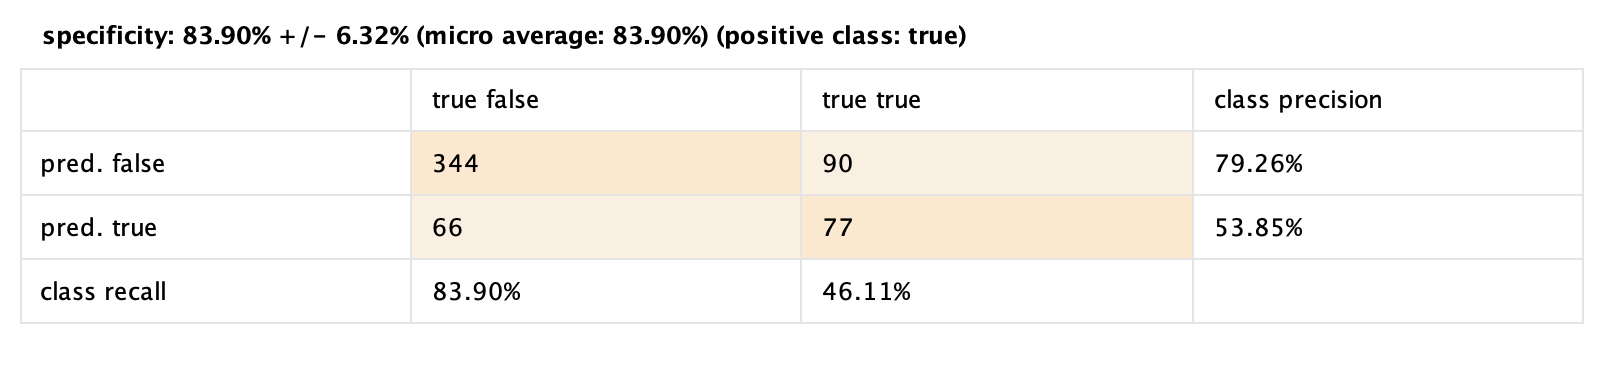 specificity: 83.90% +/- 6.32% (micro average: 83.90%) (positive class: true)
true false true true class precision
pred. false 344 90 79.26%
pred. true 66 77 53.85%
class recall 83.90% 46.11%